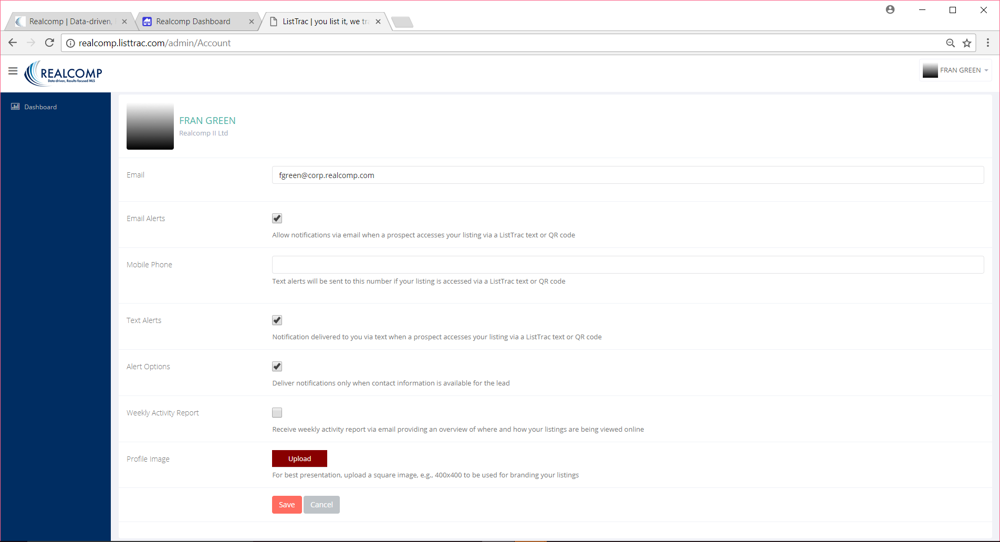 Realcomp | Data-driven,
Realcomp Dashboard
ListTrac | you list it, we tra
realcomp.listtrac.com/admin/Account
REALCOMP
Data-driven, Results-focused MLS
FRAN GREEN
Dashboard
FRAN GREEN
Realcomp II Ltd
Email
fgreen@corp.realcomp.com
Email Alerts
Allow notifications via email when a prospect accesses your listing via a ListTrac text or QR code
Mobile Phone
Text alerts will be sent to this number if your listing is accessed via a ListTrac text or QR code
Text Alerts
Notification delivered to you via text when a prospect accesses your listing via a ListTrac text or QR code
Alert Options
Deliver notifications only when contact information is available for the lead
Weekly Activity Report
Receive weekly activity report via email providing an overview of where and how your listings are being viewed online
Profile Image
Upload
For best presentation, upload a square image, e.g., 400x400 to be used for branding your listings
Save
Cancel